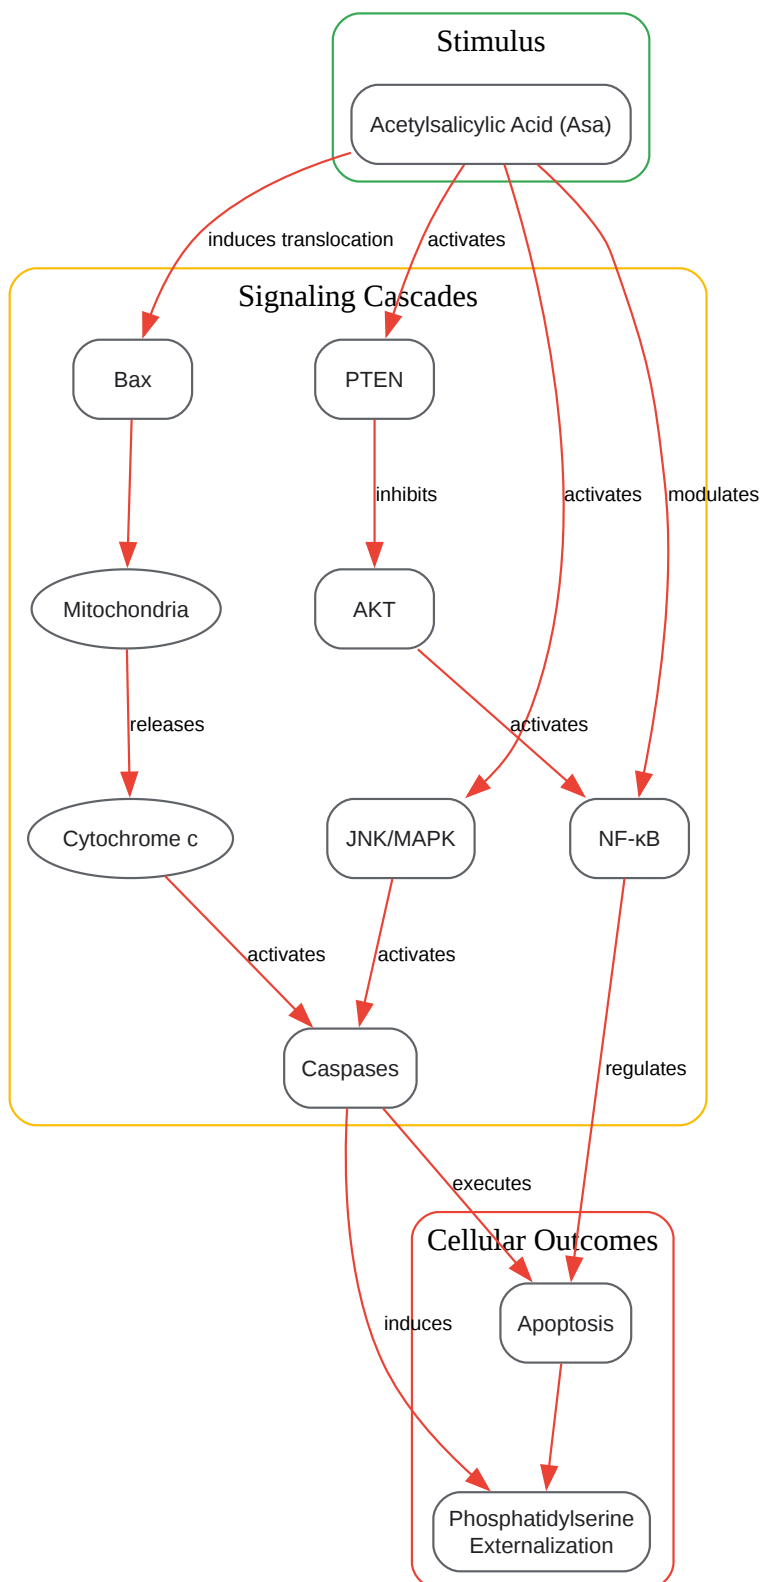 Stimulus
Acetylsalicylic Acid (Asa)
induces translocation
activates
Signaling Cascades
Bax
PTEN
inhibits
activates
modulates
Mitochondria
AKT
releases
activates
Cytochrome c
JNK/MAPK
NF-κB
activates
activates
Caspases
regulates
executes
Cellular Outcomes
induces
Apoptosis
Phosphatidylserine
Externalization